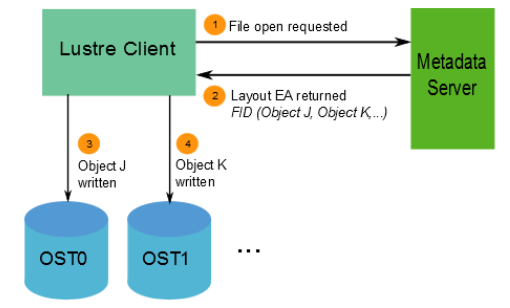 Lustre Client
1 File open requested
Metadata
Server
2 Layout EA returned
FID (Object J, Object K,...)
3
Object J
written
4
Object K
written
OST0
OST1
...